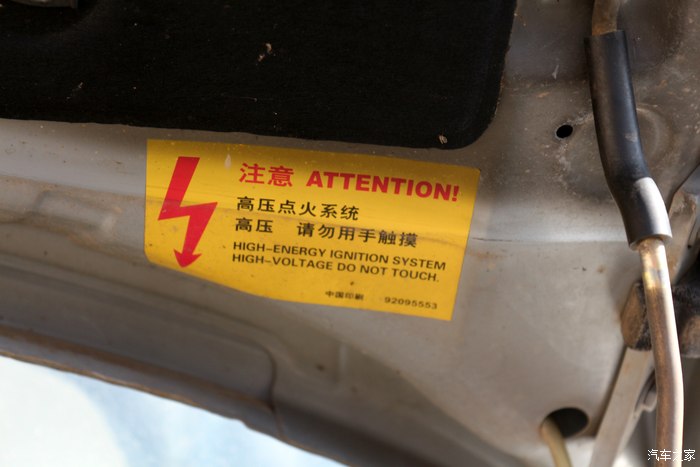 注意 ATTENTION!
高压点火系统
高压 请勿用手触摸
HIGH-ENERGY IGNITION SYSTEM
HIGH-VOLTAGE DO NOT TOUCH.
中国印刷 92095553
汽车之家